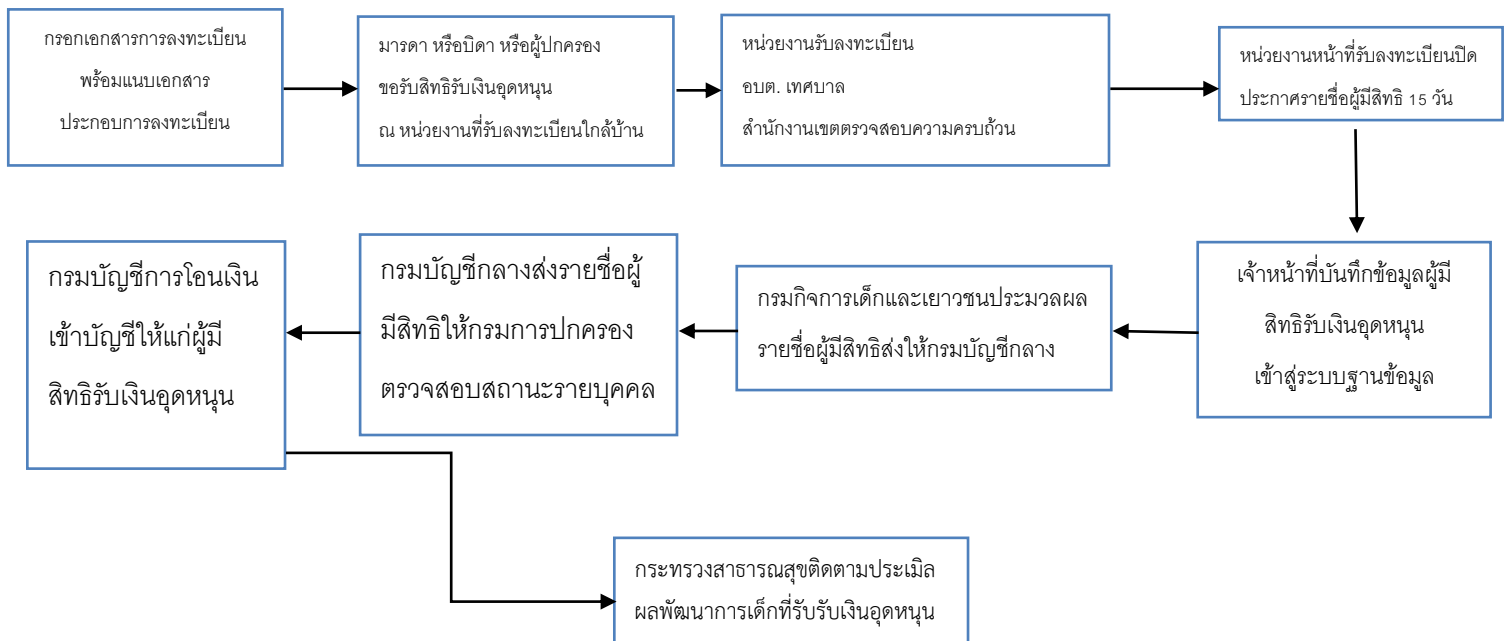 กรอกเอกสารการลงทะเบียน
พร้อมแนบเอกสาร
ประกอบการลงทะเบียน
มารดา หรือบิดา หรือผู้ปกครอง
ขอรับสิทธิรับเงินอุดหนุน
ณ หน่วยงานที่รับลงทะเบียนใกล้บ้าน
หน่วยงานรับลงทะเบียน
อบต. เทศบาล
สำนักงานเขตตรวจสอบความครบถ้วน
หน่วยงานหน้าที่รับลงทะเบียนปิด
ประกาศรายชื่อผู้มีสิทธิ 15 วัน
เจ้าหน้าที่บันทึกข้อมูลผู้มี
สิทธิรับเงินอุดหนุน
เข้าสู่ระบบฐานข้อมูล
กรมกิจการเด็กและเยาวชนประมวลผล
รายชื่อผู้มีสิทธิส่งให้กรมบัญชีกลาง
กรมบัญชีกลางส่งรายชื่อผู้
มีสิทธิให้กรมการปกครอง
ตรวจสอบสถานะรายบุคคล
กรมบัญชีการโอนเงิน
เข้าบัญชีให้แก่ผู้มี
สิทธิรับเงินอุดหนุน
กระทรวงสาธารณสุขติดตามประเมิล
ผลพัฒนาการเด็กที่รับรับเงินอุดหนุน